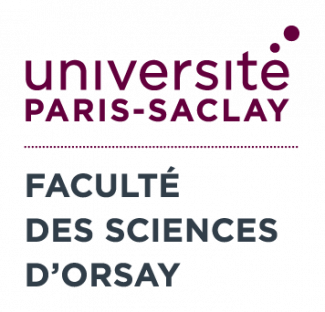 université
PARIS-SACLAY
FACULTÉ
DES SCIENCES
D'ORSAY